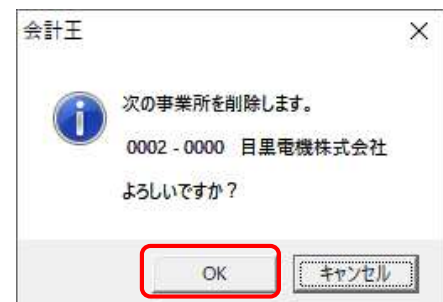 会計王
次の事業所を削除します。
0002 - 0000 目黒電機株式会社
よろしいですか？
OK
キャンセル